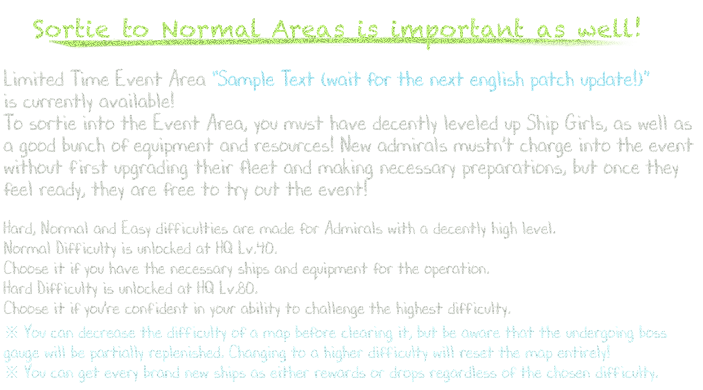 Sortie to Normal Areas is important as well!
Limited Time Event Area "Sample Text (wait for the next english patch update!)"
is currently available!
To sortie into the Event Area, you must have decently leveled up Ship Girls, as well as
a good bunch of equipment and resources! New admirals mustn't charge into the event
without first upgrading their fleet and making necessary preparations, but once they
feel ready, they are free to try out the event!
Hard, Normal and Easy difficulties are made for Admirals with a decently high level.
Normal Difficulty is unlocked at HQ Lv.40.
Choose it if you have the necessary ships and equipment for the operation.
Hard Difficulty is unlocked at HQ Lv.80.
Choose it if you're confident in your ability to challenge the highest difficulty.
※ You can decrease the difficulty of a map before clearing it, but be aware that the undergoing boss
gauge will be partially replenished. Changing to a higher difficulty will reset the map entirely!
※ You can get every brand new ships as either rewards or drops regardless of the chosen difficulty.